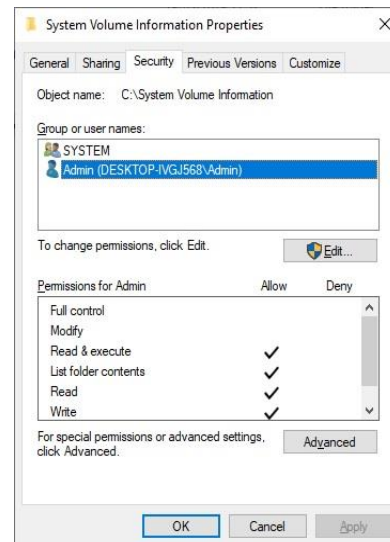 System Volume Information Properties
General Sharing Security Previous Versions Customize
Object name: C:\System Volume Information
Group or user names:
SYSTEM
Admin (DESKTOP-IVGJ568\Admin)
To change permissions, click Edit.
Edit...
Permissions for Admin Allow Deny
Full control
Modify
Read & execute
List folder contents
Read
Write
For special permissions or advanced settings,
click Advanced.
Advanced
OK Cancel Apply